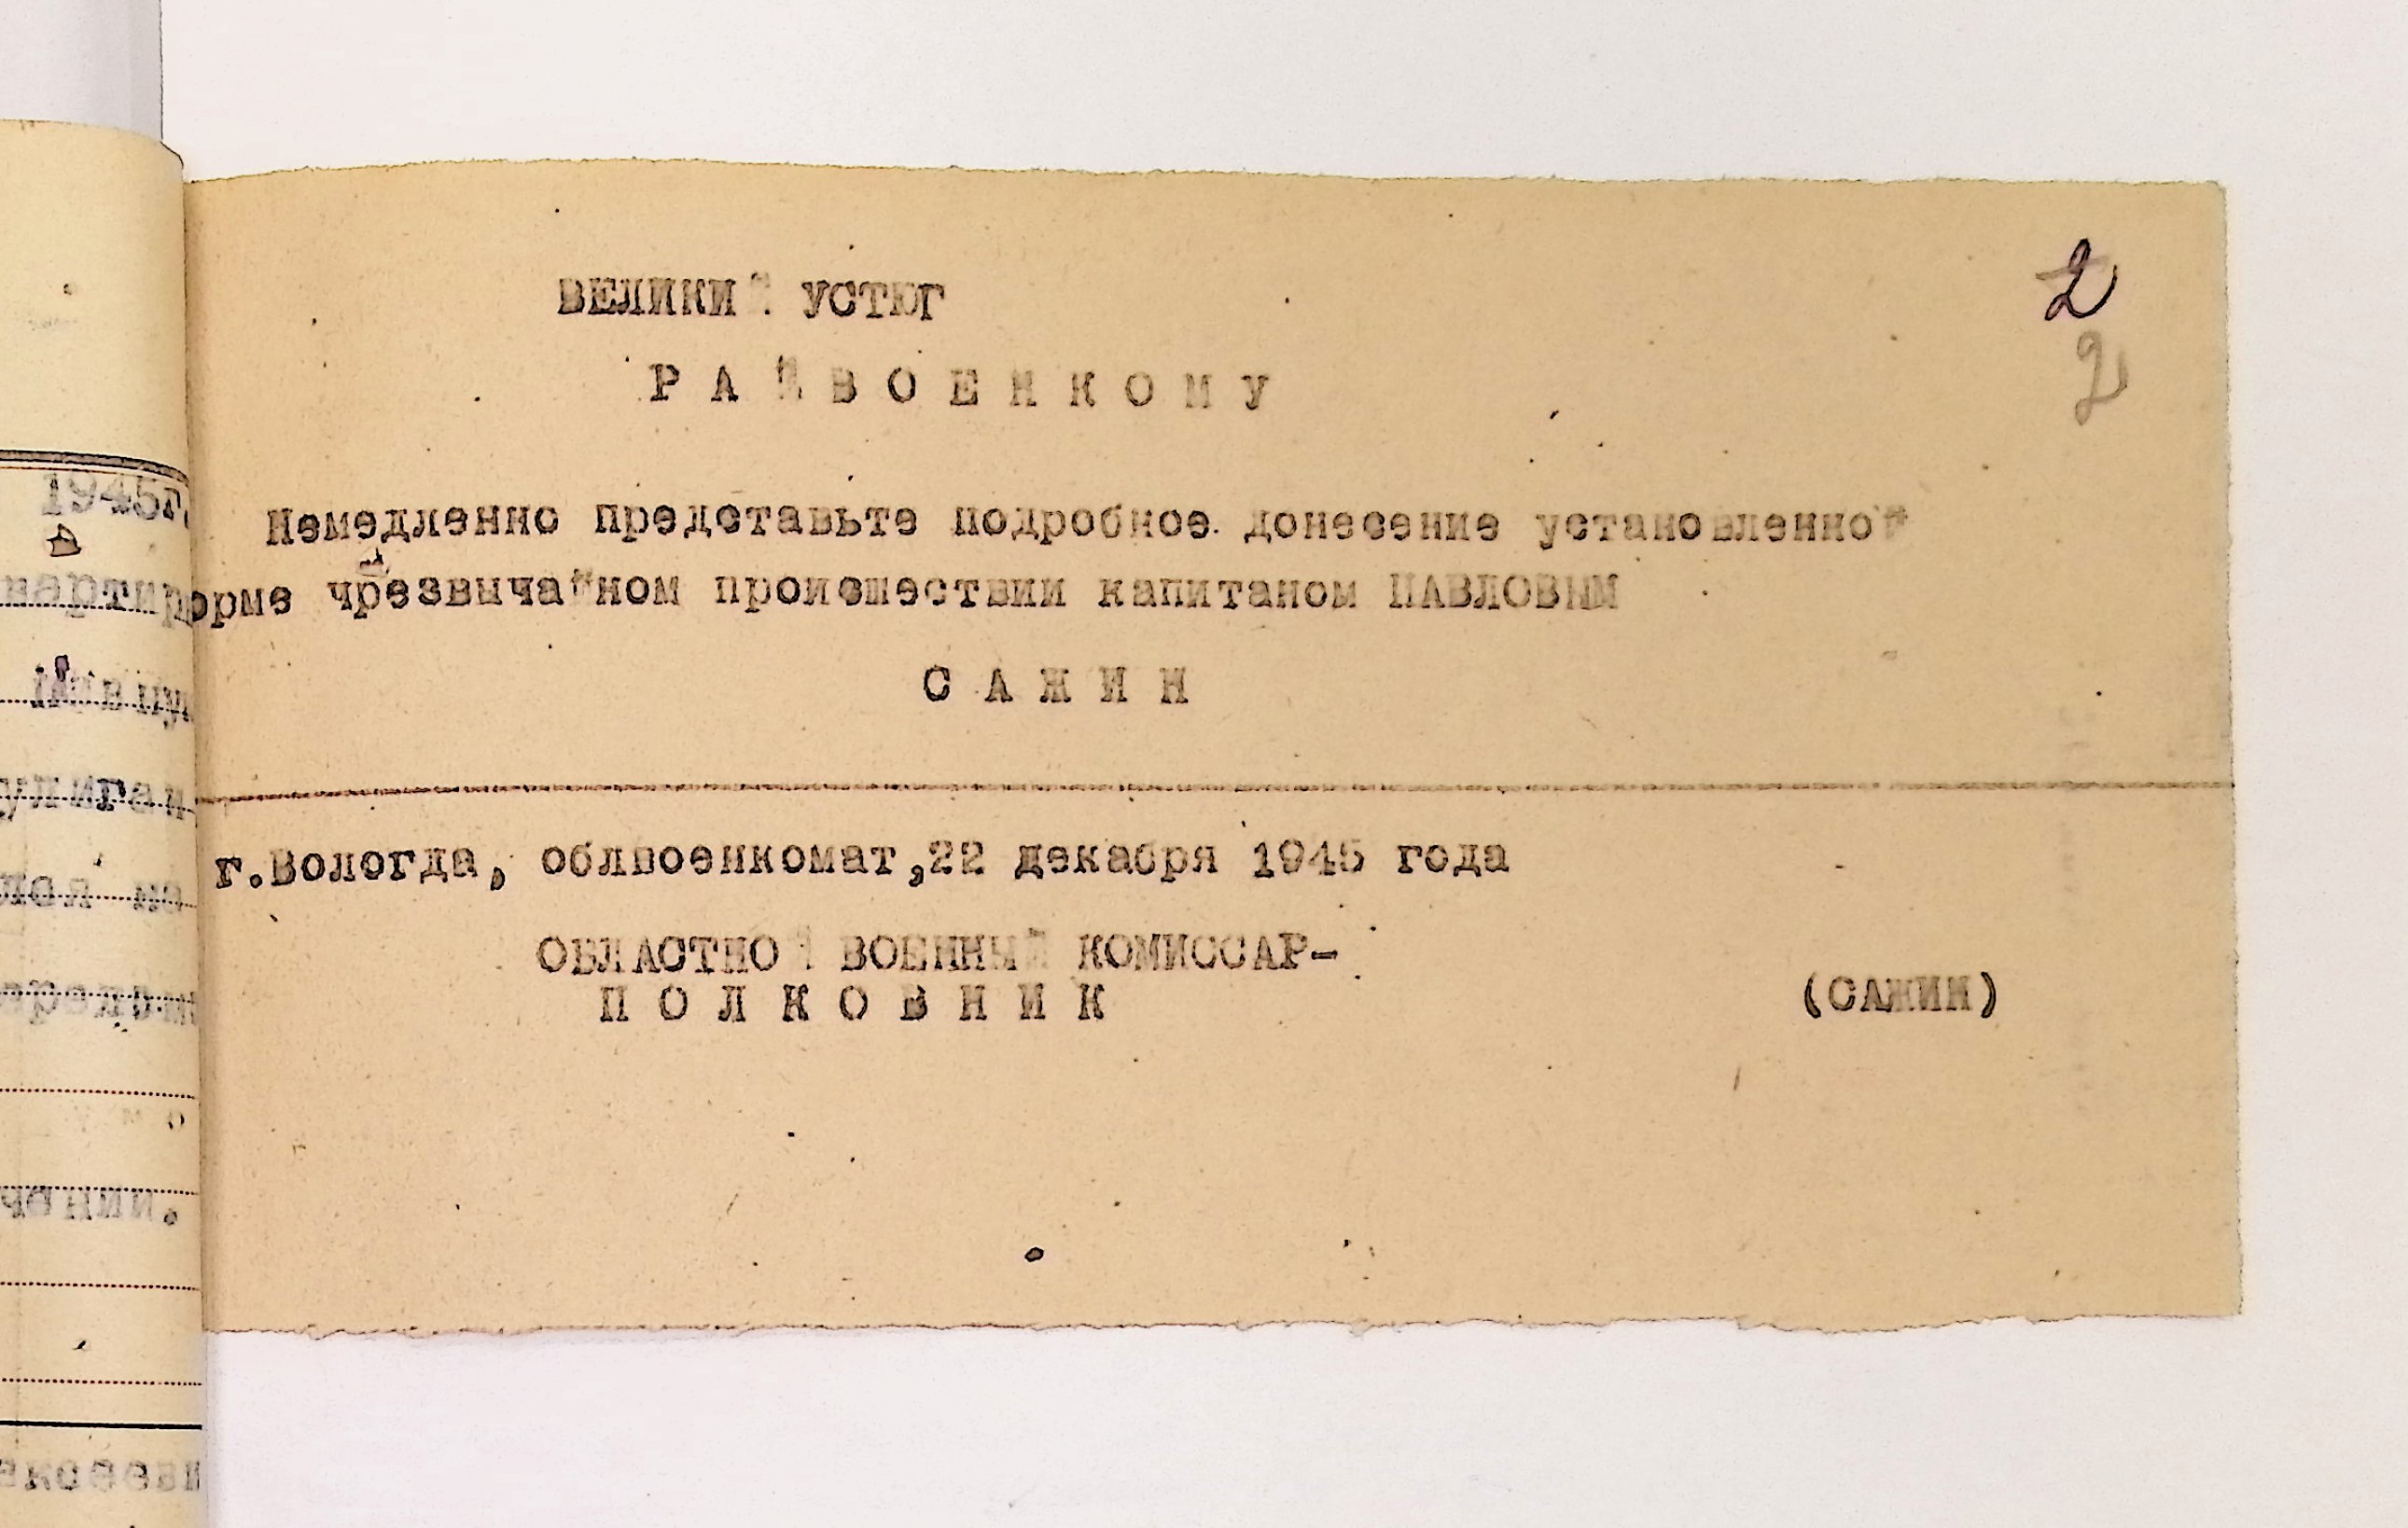 2
2
ВЕЛИКИЙ УСТЮГ
РАЙВОЕНКОМУ
Немедленно представьте подробное донесение установленной
форме чрезвычайном происшествии капитаном ПАВЛОВЫМ
САЖИН
г.Вологда, облвоенкомат,22 декабря 1945 года
ОБЛАСТНОЙ ВОЕННЫЙ КОМИССАР-
ПОЛКОВНИК
(САЖИН)
1945г.